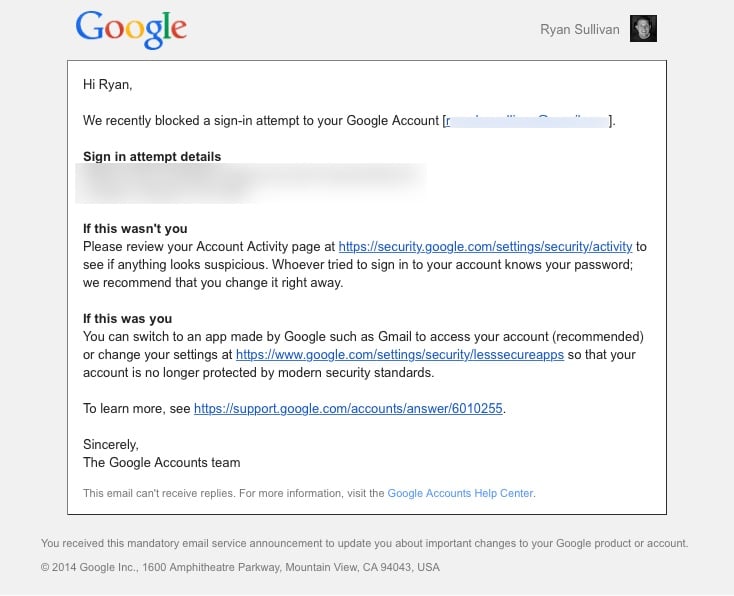 Google
Ryan Sullivan
Hi Ryan,
We recently blocked a sign-in attempt to your Google Account [ ].
Sign in attempt details
If this wasn't you
Please review your Account Activity page at https://security.google.com/settings/security/activity to
see if anything looks suspicious. Whoever tried to sign in to your account knows your password;
we recommend that you change it right away.
If this was you
You can switch to an app made by Google such as Gmail to access your account (recommended)
or change your settings at https://www.google.com/settings/security/lesssecureapps so that your
account is no longer protected by modern security standards.
To learn more, see https://support.google.com/accounts/answer/6010255.
Sincerely,
The Google Accounts team
This email can't receive replies. For more information, visit the Google Accounts Help Center.
You received this mandatory email service announcement to update you about important changes to your Google product or account.
© 2014 Google Inc., 1600 Amphitheatre Parkway, Mountain View, CA 94043, USA